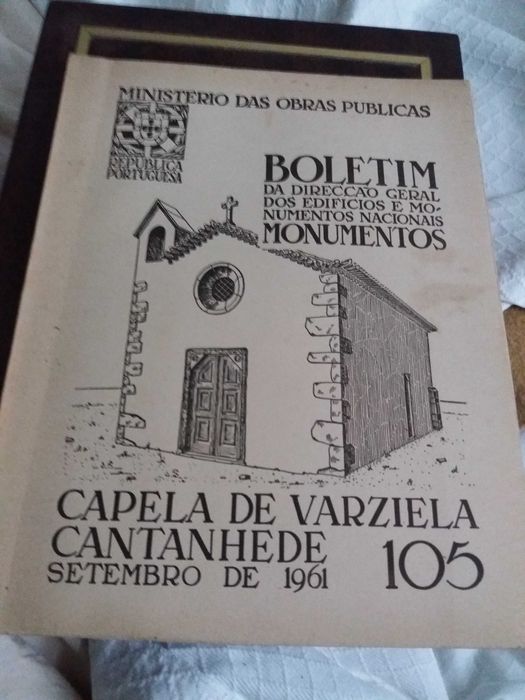 MINISTERIO DAS OBRAS PUBLICAS
REPUBLICA
PORTUGUESA
BOLETIM
DA DIRECÇÃO GERAL
DOS EDIFICIOS E MO-
NUMENTOS NACIONAIS
MONUMENTOS
J.S.
CAPELA DE VARZIELA
CANTANHEDE
SETEMBRO DE 1961
105